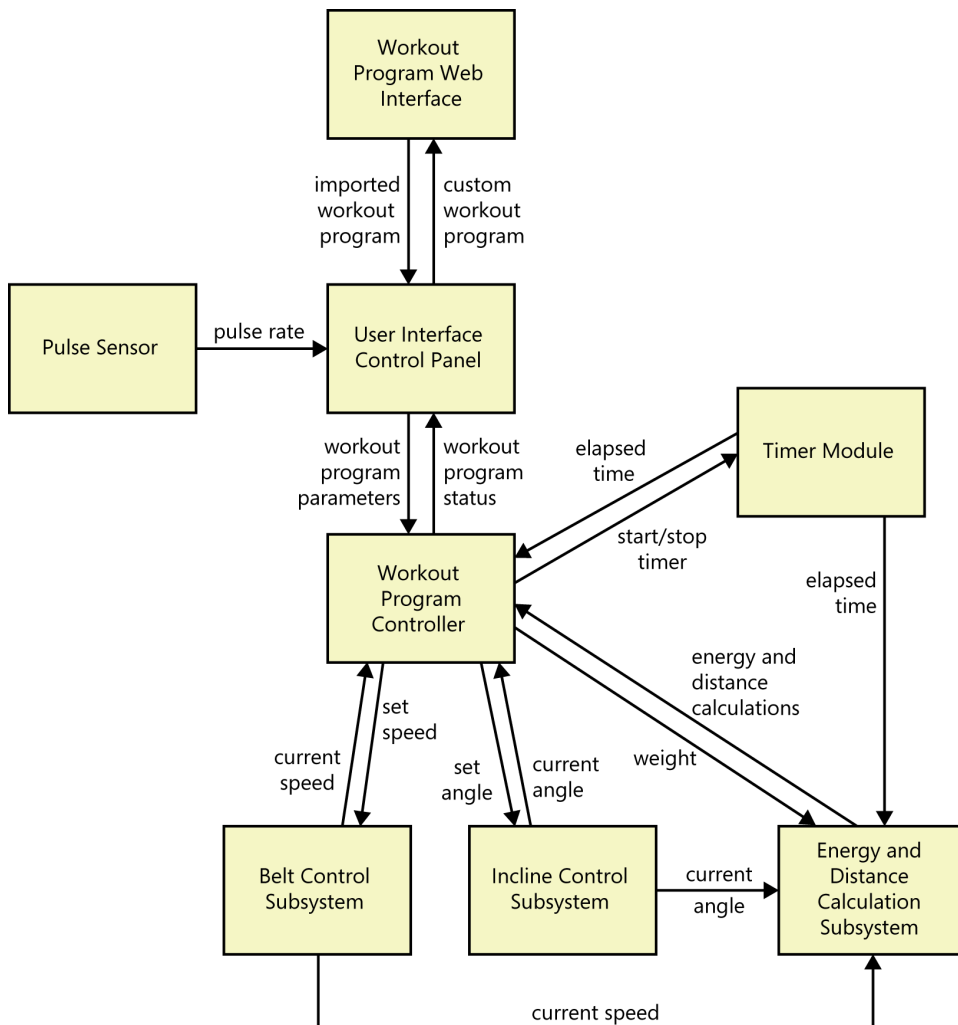 Workout
Program Web
Interface
imported
workout
program
custom
workout
program
Pulse Sensor
pulse rate
User Interface
Control Panel
workout
program
parameters
workout
program
status
elapsed
time
Timer Module
start/stop
timer
elapsed
time
Workout
Program
Controller
energy and
distance
calculations
set
speed
current
speed
set
angle
current
angle
weight
Belt Control
Subsystem
Incline Control
Subsystem
current
angle
Energy and
Distance
Calculation
Subsystem
current speed